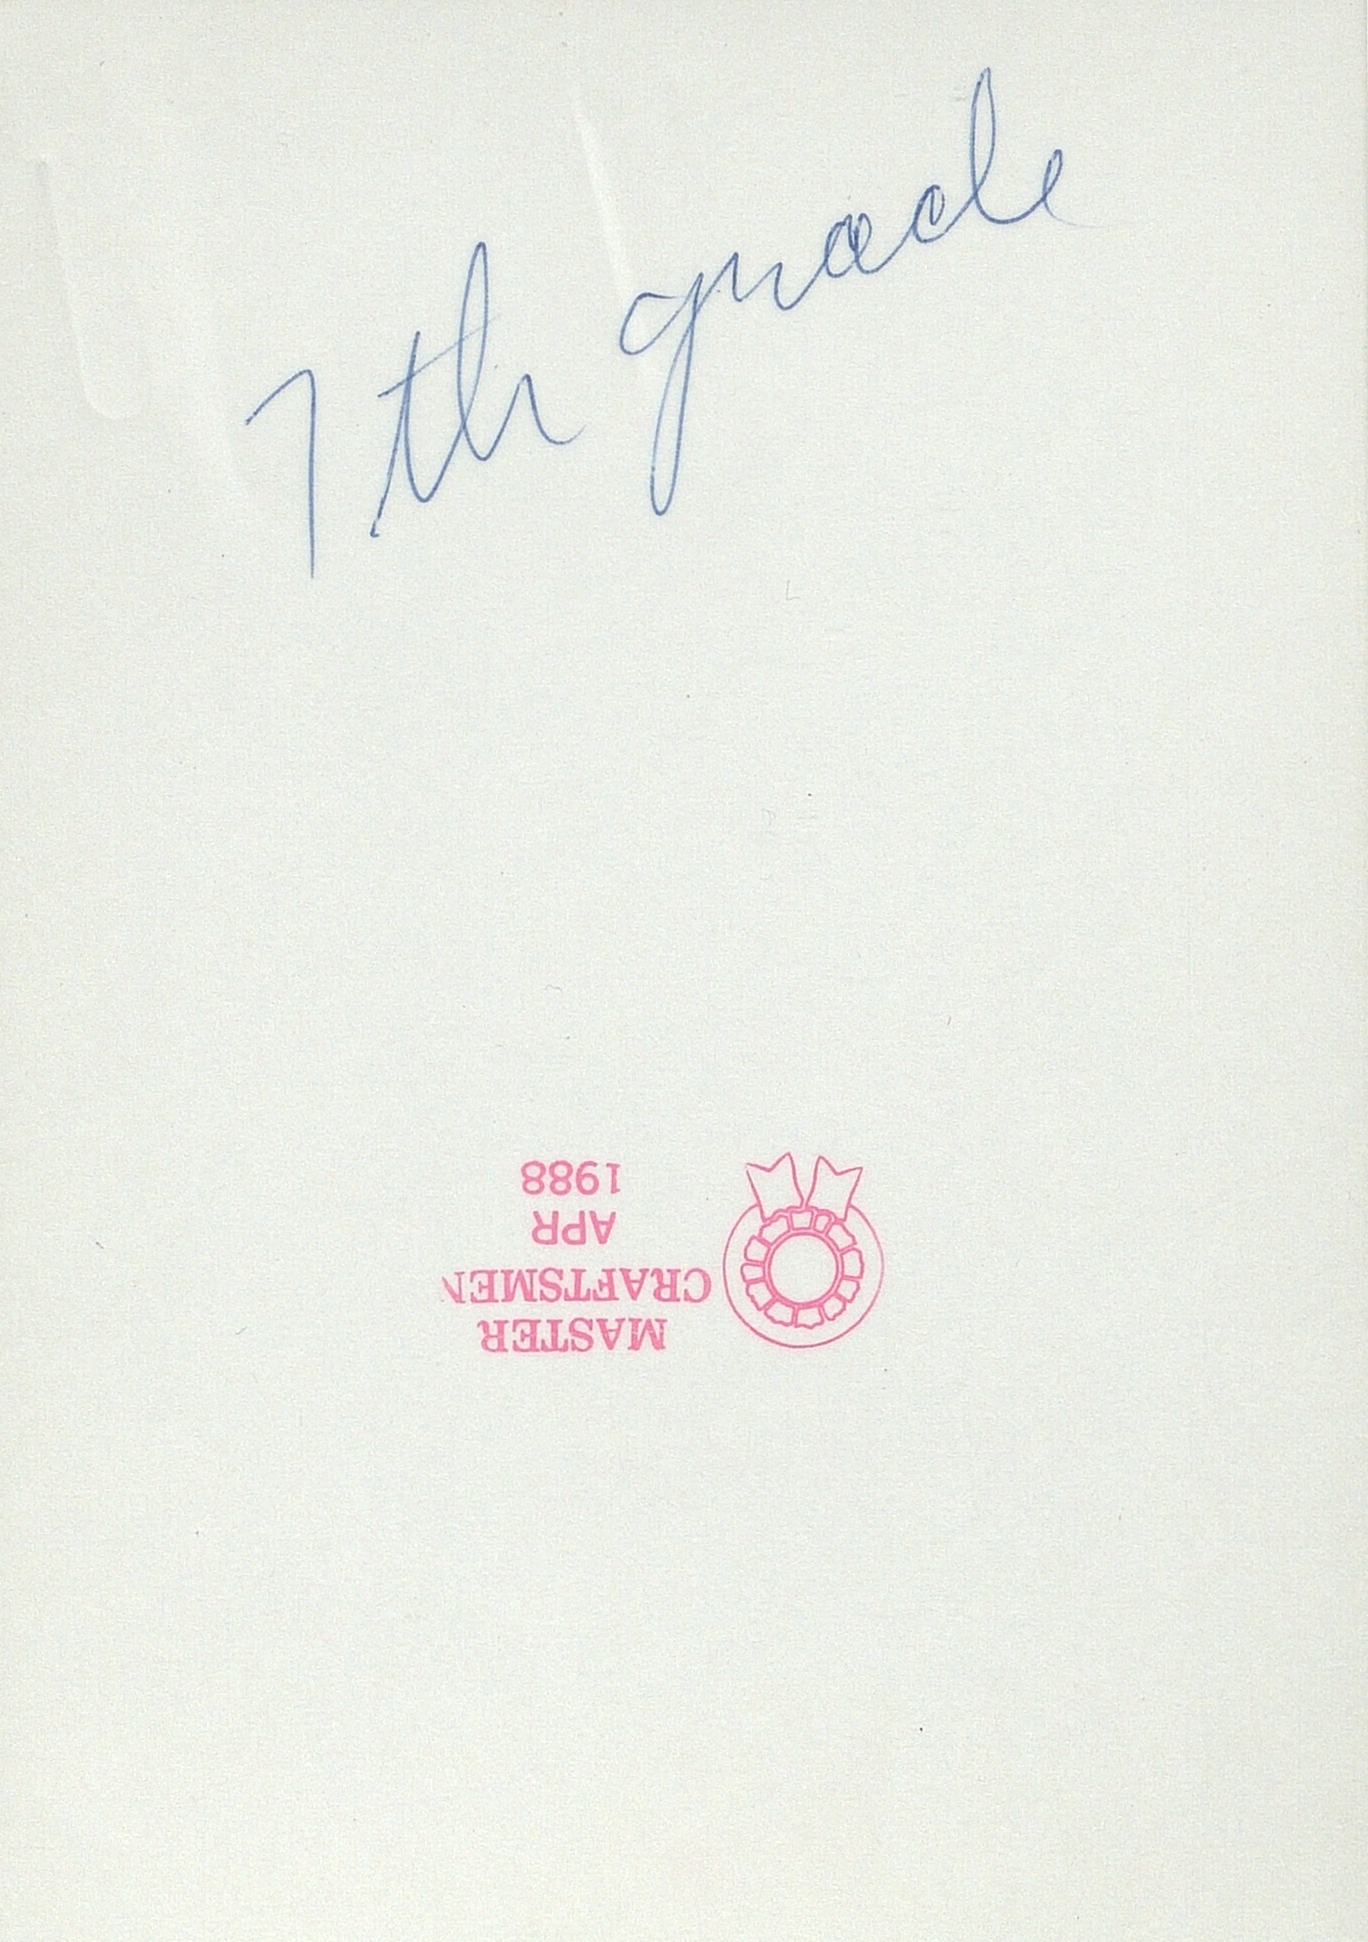 7th grade
MASTER
CRAFTSMEN
APR
1988